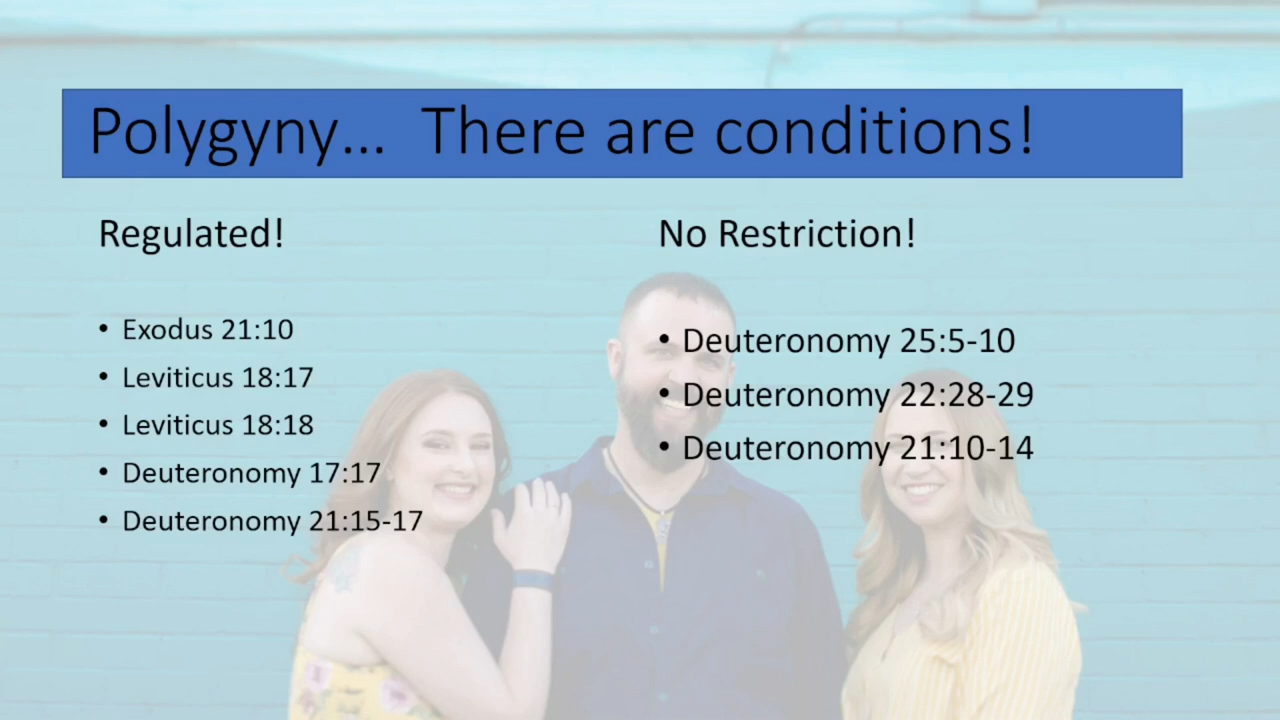 Polygyny... There are conditions!
Regulated!
• Exodus 21:10
• Leviticus 18:17
• Leviticus 18:18
• Deuteronomy 17:17
• Deuteronomy 21:15-17
No Restriction!
• Deuteronomy 25:5-10
• Deuteronomy 22:28-29
• Deuteronomy 21:10-14